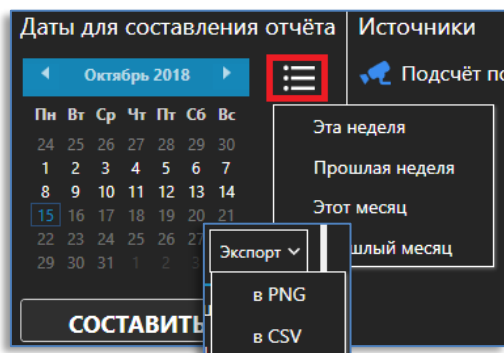 Даты для составления отчёта
Источники
Октябрь 2018
Подсчёт по
Пн Вт Ср Чт Пт Сб Вс
24 25 26 27 28 29 30
1 2 3 4 5 6 7
8 9 10 11 12 13 14
15 16 17 18 19 20 21
22 23 24 25 26 27
29 30 31 1 2 3
Эта неделя
Прошлая неделя
Этот месяц
шлый месяц
Экспорт
в PNG
в CSV
СОСТАВИТЬ